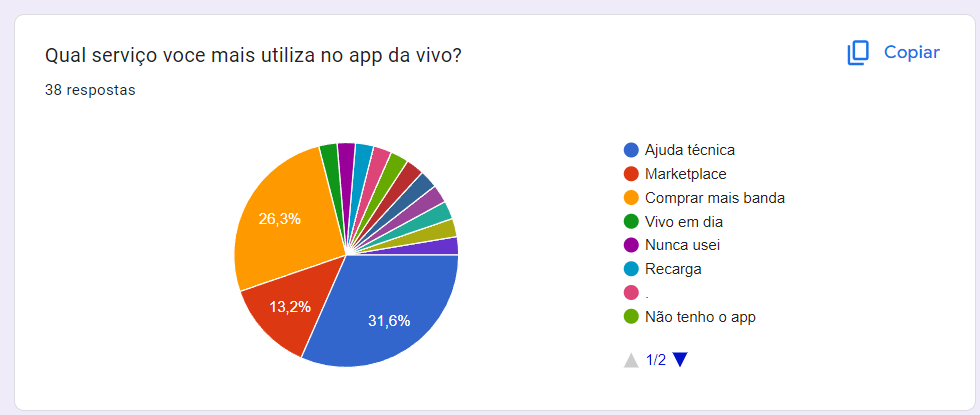 Qual serviço voce mais utiliza no app da vivo?
Copiar
38 respostas
26,3%
13,2%
31,6%
Ajuda técnica
Marketplace
Comprar mais banda
Vivo em dia
Nunca usei
Recarga
.
Não tenho o app
1/2